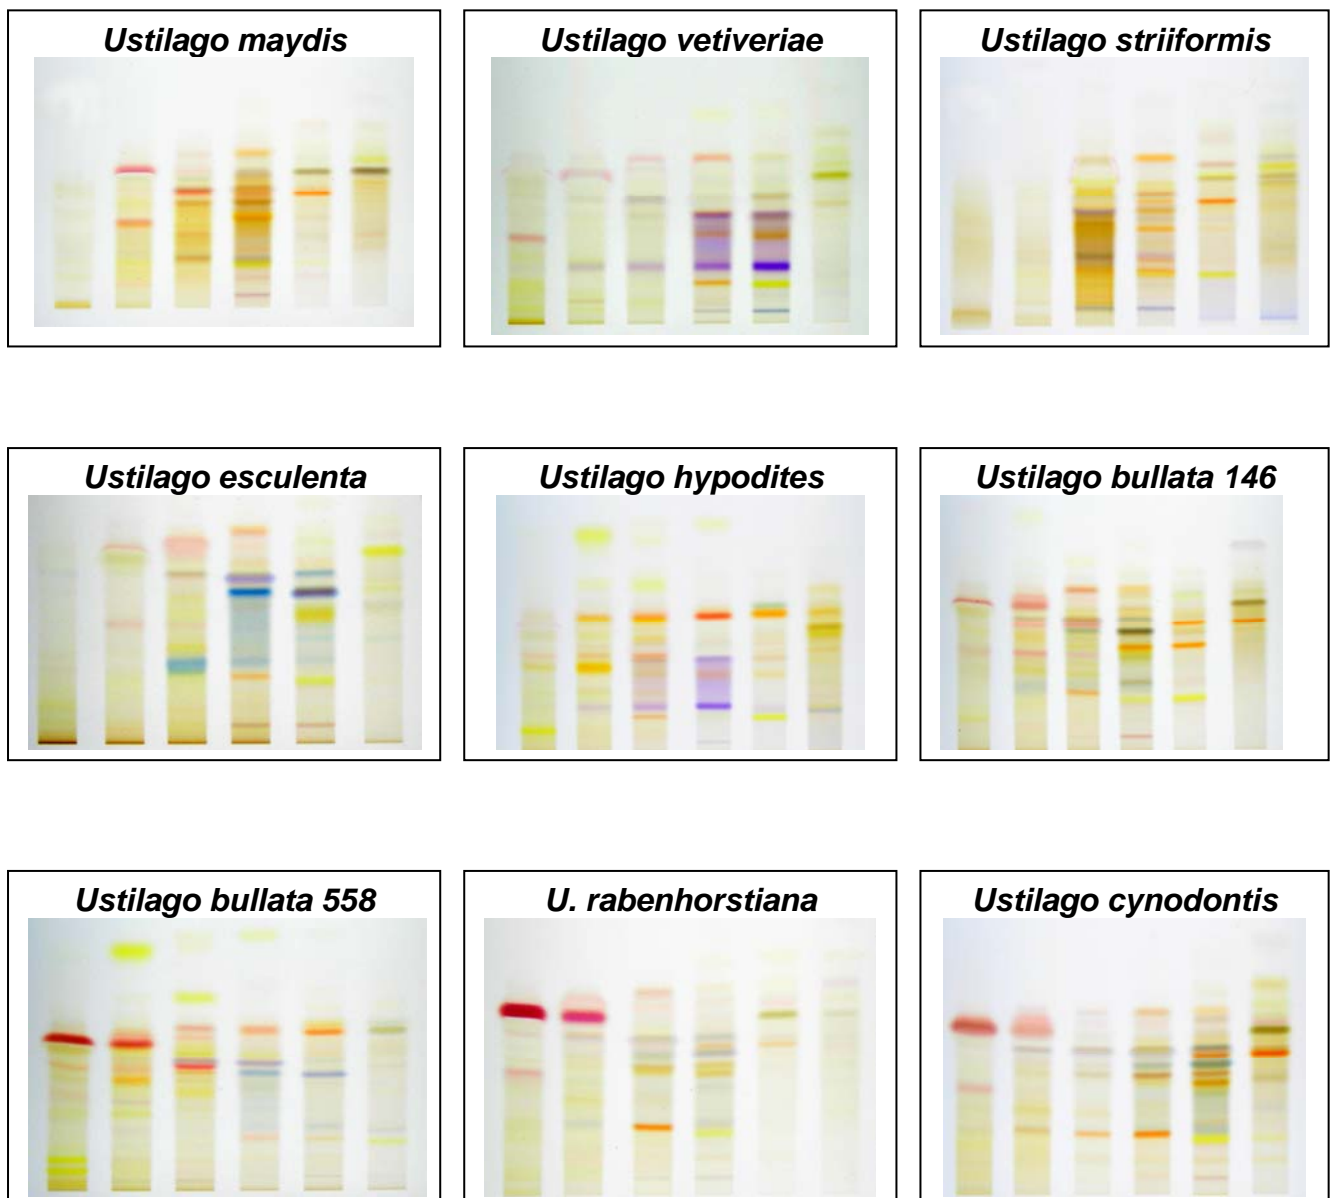 Ustilago maydis
Ustilago vetiveriae
Ustilago striiformis
Ustilago esculenta
Ustilago hypodites
Ustilago bullata 146
Ustilago bullata 558
U. rabenhorstiana
Ustilago cynodontis